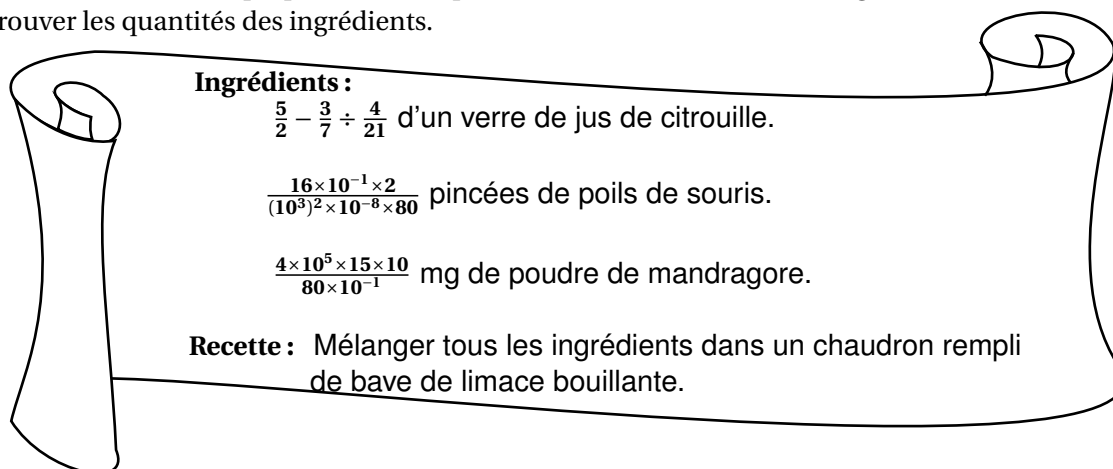 rouver les quantités des ingrédients.
Ingrédients :
5/2 − 3/7 ÷ 4/21 d'un verre de jus de citrouille.
(16×10⁻¹×2)/((10³)²×10⁻⁸×80) pincées de poils de souris.
(4×10⁵×15×10)/(80×10⁻¹) mg de poudre de mandragore.
Recette : Mélanger tous les ingrédients dans un chaudron rempli
de bave de limace bouillante.